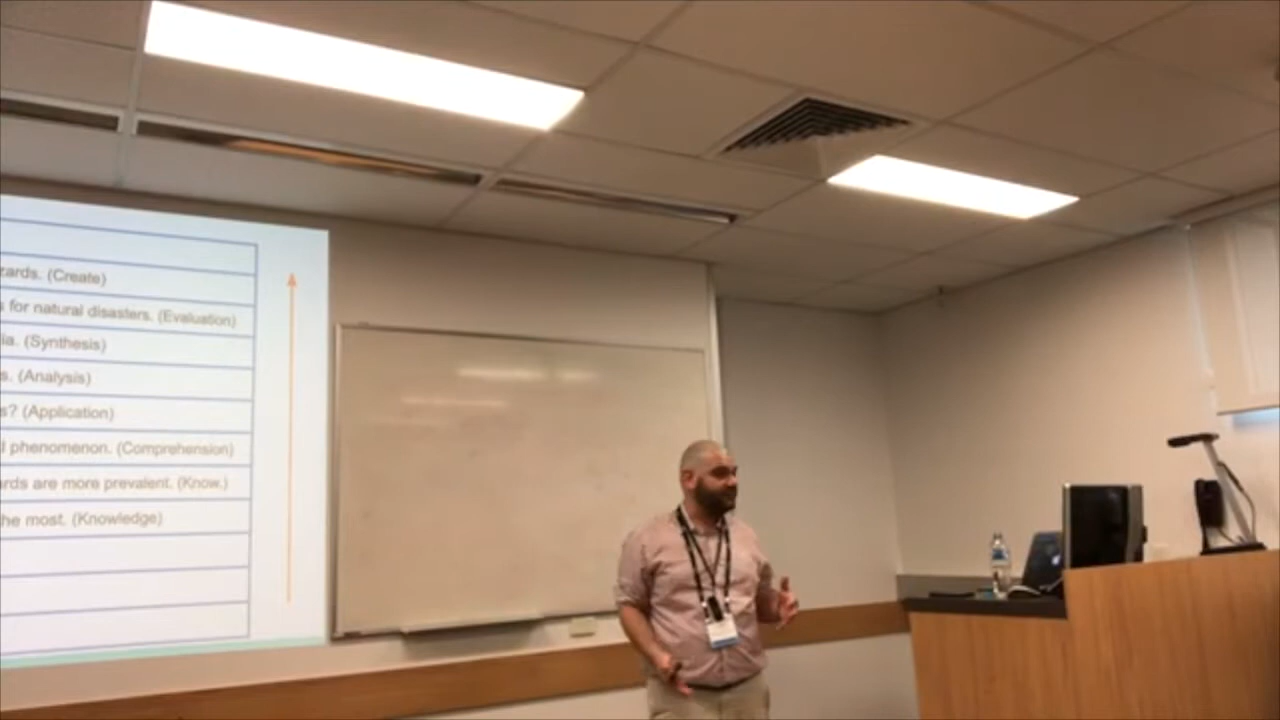 zards. (Create)
s for natural disasters. (Evaluation)
ia. (Synthesis)
s. (Analysis)
s? (Application)
l phenomenon. (Comprehension)
ards are more prevalent. (Know.)
he most. (Knowledge)